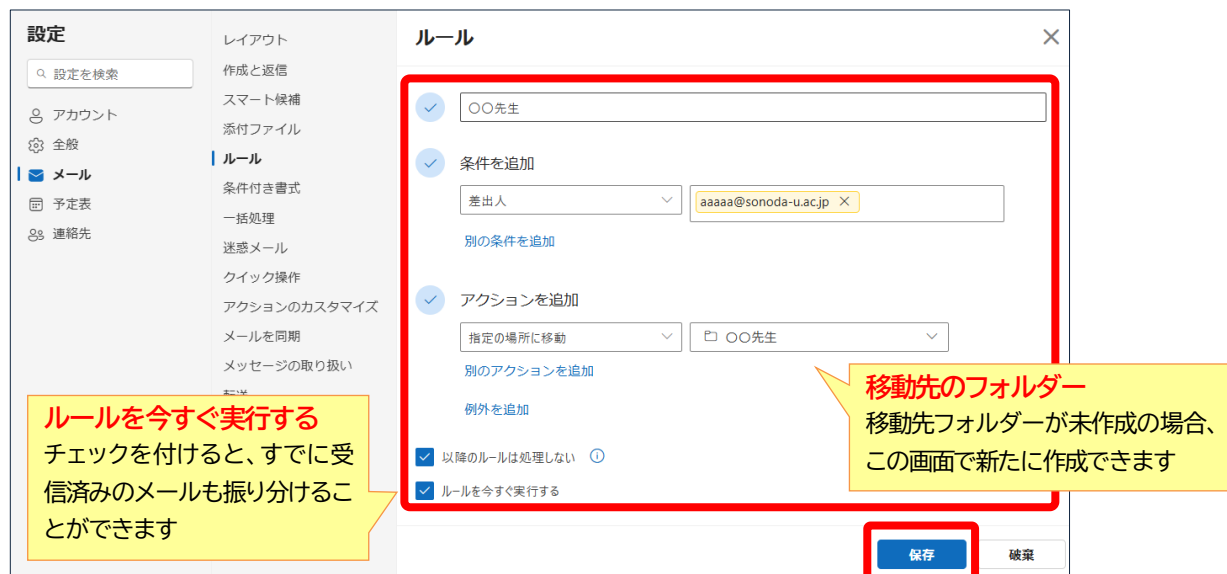 設定
設定を検索
アカウント
全般
メール
予定表
連絡先
レイアウト
作成と返信
スマート候補
添付ファイル
ルール
条件付き書式
一括処理
迷惑メール
クイック操作
アクションのカスタマイズ
メールを同期
メッセージの取り扱い
ルール
〇〇先生
条件を追加
差出人
aaaaa@sonoda-u.ac.jp
別の条件を追加
アクションを追加
指定の場所に移動
〇〇先生
別のアクションを追加
例外を追加
以降のルールは処理しない
ルールを今すぐ実行する
保存
破棄
ルールを今すぐ実行する
チェックを付けると、すでに受
信済みのメールも振り分けるこ
とができます
移動先のフォルダー
移動先フォルダーが未作成の場合、
この画面で新たに作成できます